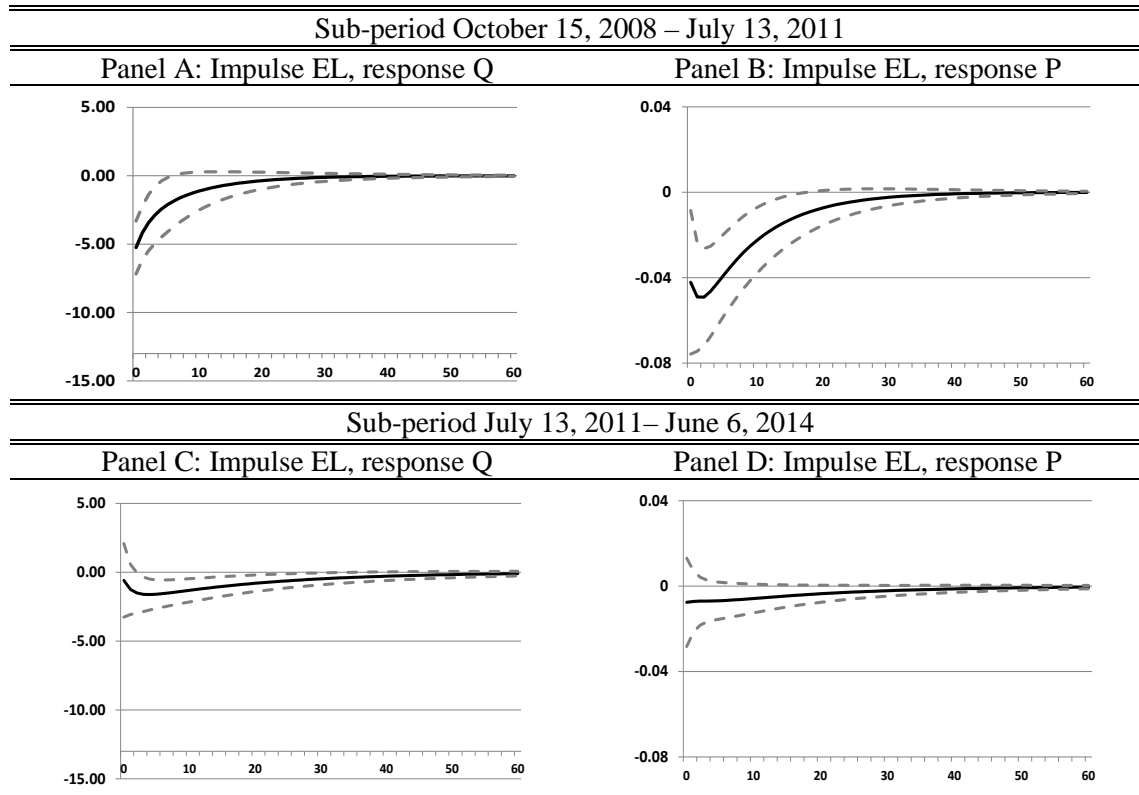 Sub-period October 15, 2008 – July 13, 2011
Panel A: Impulse EL, response Q
Panel B: Impulse EL, response P
5.00
0.00
-5.00
-10.00
-15.00
0 10 20 30 40 50 60
0.04
0
-0.04
-0.08
0 10 20 30 40 50 60
Sub-period July 13, 2011– June 6, 2014
Panel C: Impulse EL, response Q
Panel D: Impulse EL, response P
5.00
0.00
-5.00
-10.00
-15.00
0 10 20 30 40 50 60
0.04
0
-0.04
-0.08
0 10 20 30 40 50 60